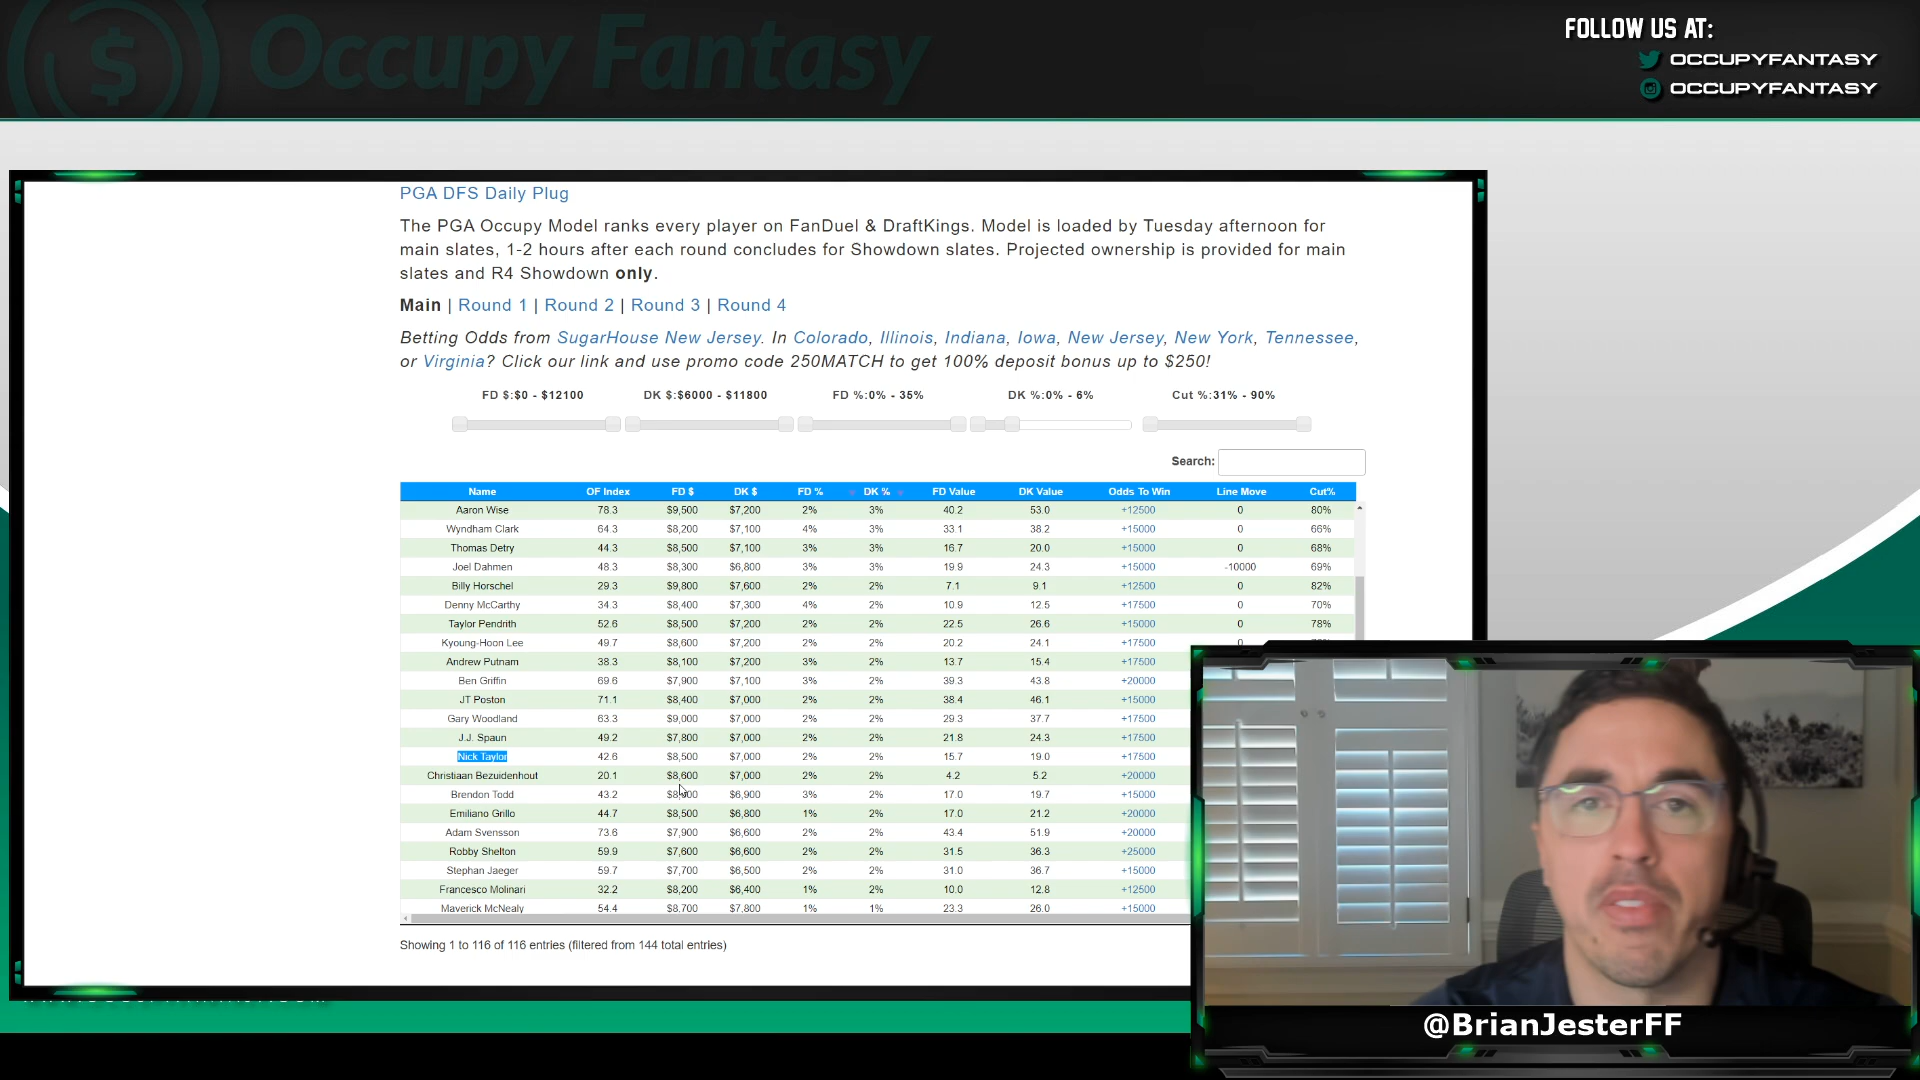 Occupy Fantasy
FOLLOW US AT:
OCCUPYFANTASY
OCCUPYFANTASY
PGA DFS Daily Plug
The PGA Occupy Model ranks every player on FanDuel & DraftKings. Model is loaded by Tuesday afternoon for
main slates, 1-2 hours after each round concludes for Showdown slates. Projected ownership is provided for main
slates and R4 Showdown only.
Main | Round 1 | Round 2 | Round 3 | Round 4
Betting Odds from SugarHouse New Jersey. In Colorado, Illinois, Indiana, Iowa, New Jersey, New York, Tennessee,
or Virginia? Click our link and use promo code 250MATCH to get 100% deposit bonus up to $250!
FD $:$0 - $12100 DK $:$6000 - $11800 FD %:0% - 35% DK %:0% - 6% Cut %:31% - 90%
Search:
Name OF Index FD $ DK $ FD % DK % FD Value DK Value Odds To Win Line Move Cut%
Aaron Wise 78.3 $9,500 $7,200 2% 3% 40.2 53.0 +12500 0 80%
Wyndham Clark 64.3 $8,200 $7,100 4% 3% 33.1 38.2 +15000 0 66%
Thomas Detry 44.3 $8,500 $7,100 3% 3% 16.7 20.0 +15000 0 68%
Joel Dahmen 48.3 $8,300 $6,800 3% 3% 19.9 24.3 +15000 -10000 69%
Billy Horschel 29.3 $9,800 $7,600 2% 2% 7.1 9.1 +12500 0 82%
Denny McCarthy 34.3 $8,400 $7,300 4% 2% 10.9 12.5 +17500 0 70%
Taylor Pendrith 52.6 $8,500 $7,200 2% 2% 22.5 26.6 +15000 0 78%
Kyoung-Hoon Lee 49.7 $8,600 $7,200 2% 2% 20.2 24.1 +17500 0
Andrew Putnam 38.3 $8,100 $7,200 3% 2% 13.7 15.4 +17500
Ben Griffin 69.6 $7,900 $7,100 3% 2% 39.3 43.8 +20000
JT Poston 71.1 $8,400 $7,000 2% 2% 38.4 46.1 +15000
Gary Woodland 63.3 $9,000 $7,000 2% 2% 29.3 37.7 +17500
J.J. Spaun 49.2 $7,800 $7,000 2% 2% 21.8 24.3 +17500
Nick Taylor 42.6 $8,500 $7,000 2% 2% 15.7 19.0 +17500
Christiaan Bezuidenhout 20.1 $8,600 $7,000 2% 2% 4.2 5.2 +20000
Brendon Todd 43.2 $6,900 3% 2% 17.0 19.7 +15000
Emiliano Grillo 44.7 $8,500 $6,800 1% 2% 17.0 21.2 +20000
Adam Svensson 73.6 $7,900 $6,600 2% 2% 43.4 51.9 +20000
Robby Shelton 59.9 $7,600 $6,600 2% 2% 31.5 36.3 +25000
Stephan Jaeger 59.7 $7,700 $6,500 2% 2% 31.0 36.7 +15000
Francesco Molinari 32.2 $8,200 $6,400 1% 2% 10.0 12.8 +12500
Maverick McNealy 54.4 $8,700 $7,800 1% 1% 23.3 26.0 +15000
Showing 1 to 116 of 116 entries (filtered from 144 total entries)
@BrianJesterFF